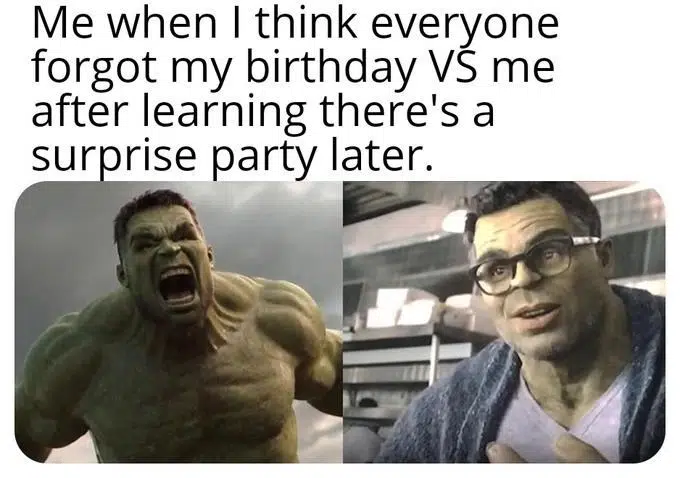 Me when I think everyone
forgot my birthday VS me
after learning there's a
surprise party later.